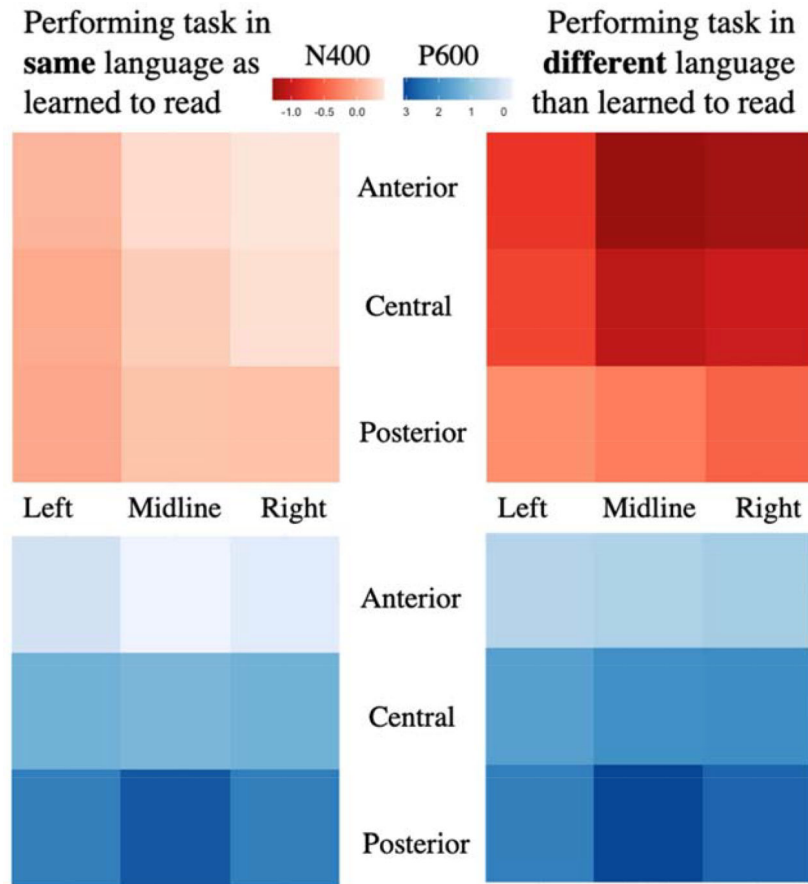 Performing task in
same language as
learned to read
N400
-1.0 -0.5 0.0
P600
3 2 1 0
Performing task in
different language
than learned to read
Anterior
Central
Posterior
Left Midline Right
Left Midline Right
Anterior
Central
Posterior